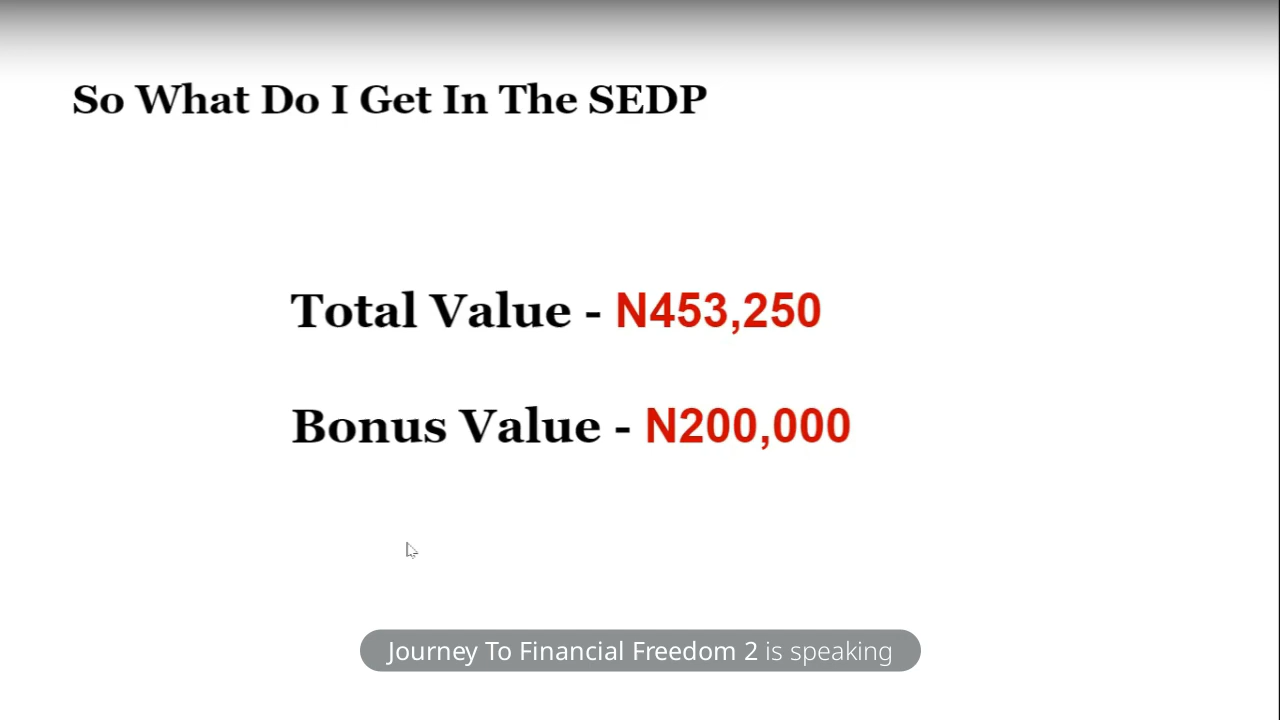 So What Do I Get In The SEDP
Total Value - N453,250
Bonus Value - N200,000
Journey To Financial Freedom 2 is speaking